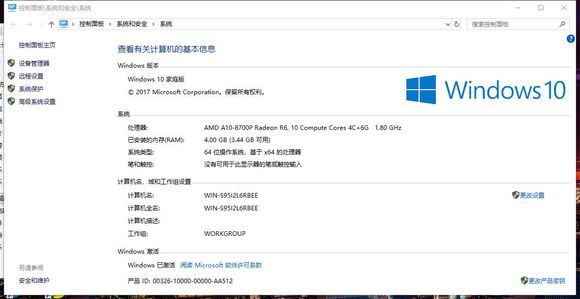 控制面板\系统和安全\系统
控制面板 › 系统和安全 › 系统
搜索控制面板
控制面板主页
设备管理器
远程设置
系统保护
高级系统设置
查看有关计算机的基本信息
Windows 版本
Windows 10 家庭版
© 2017 Microsoft Corporation。保留所有权利。
Windows 10
系统
处理器: AMD A10-8700P Radeon R6, 10 Compute Cores 4C+6G 1.80 GHz
已安装的内存(RAM): 4.00 GB (3.44 GB 可用)
系统类型: 64 位操作系统，基于 x64 的处理器
笔和触控: 没有可用于此显示器的笔或触控输入
计算机名、域和工作组设置
计算机名: WIN-S95I2L6RBEE
更改设置
计算机全名: WIN-S95I2L6RBEE
计算机描述:
工作组: WORKGROUP
Windows 激活
Windows 已激活 阅读 Microsoft 软件许可条款
产品 ID: 00326-10000-00000-AA512
更改产品密钥
另请参阅
安全和维护